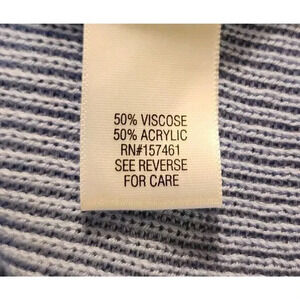 50% VISCOSE
50% ACRYLIC
RN#157461
SEE REVERSE
FOR CARE